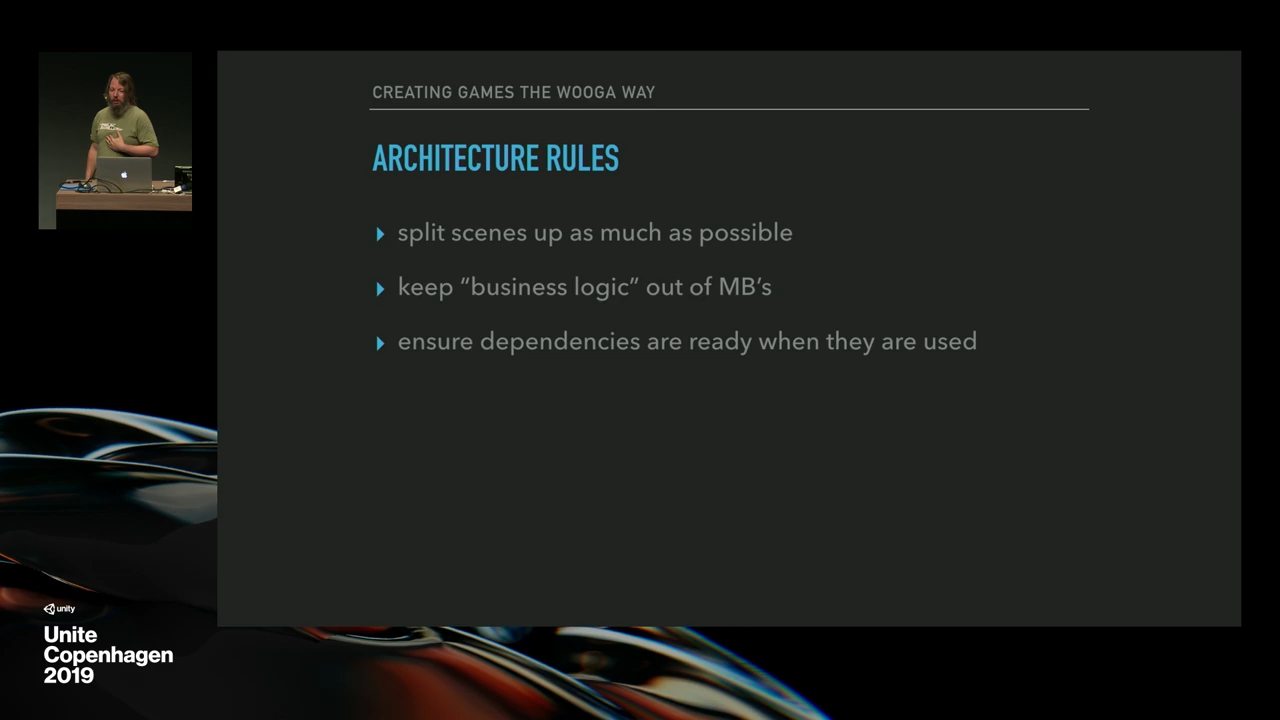 CREATING GAMES THE WOOGA WAY
ARCHITECTURE RULES
split scenes up as much as possible
keep “business logic” out of MB’s
ensure dependencies are ready when they are used
unity
Unite
Copenhagen
2019